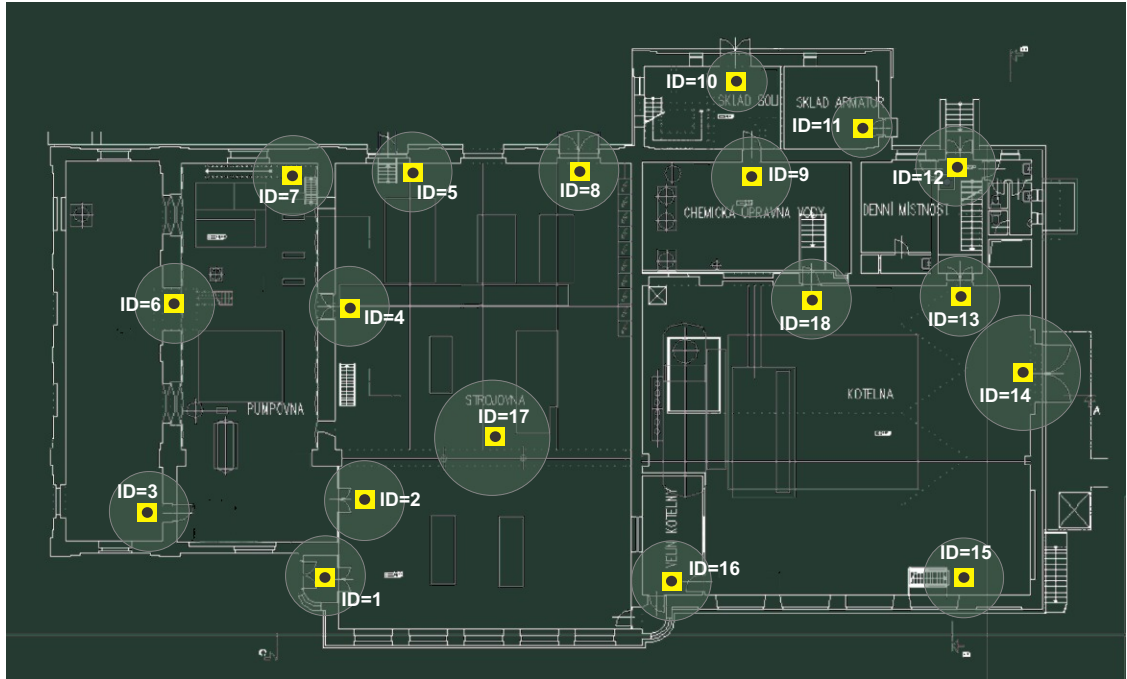 ID=10
SKLAD SOLI
SKLAD ARMATUR
ID=11
ID=7
ID=5
ID=8
ID=9
ID=12
CHEMICKÁ ÚPRAVNA VODY
DENNÍ MÍSTNOST
ID=6
ID=4
ID=18
ID=13
ID=14
KOTELNA
A
PUMPOVNA
STROJOVNA
ID=17
ID=3
ID=2
VELÍN KOTELNY
ID=15
ID=16
ID=1
C